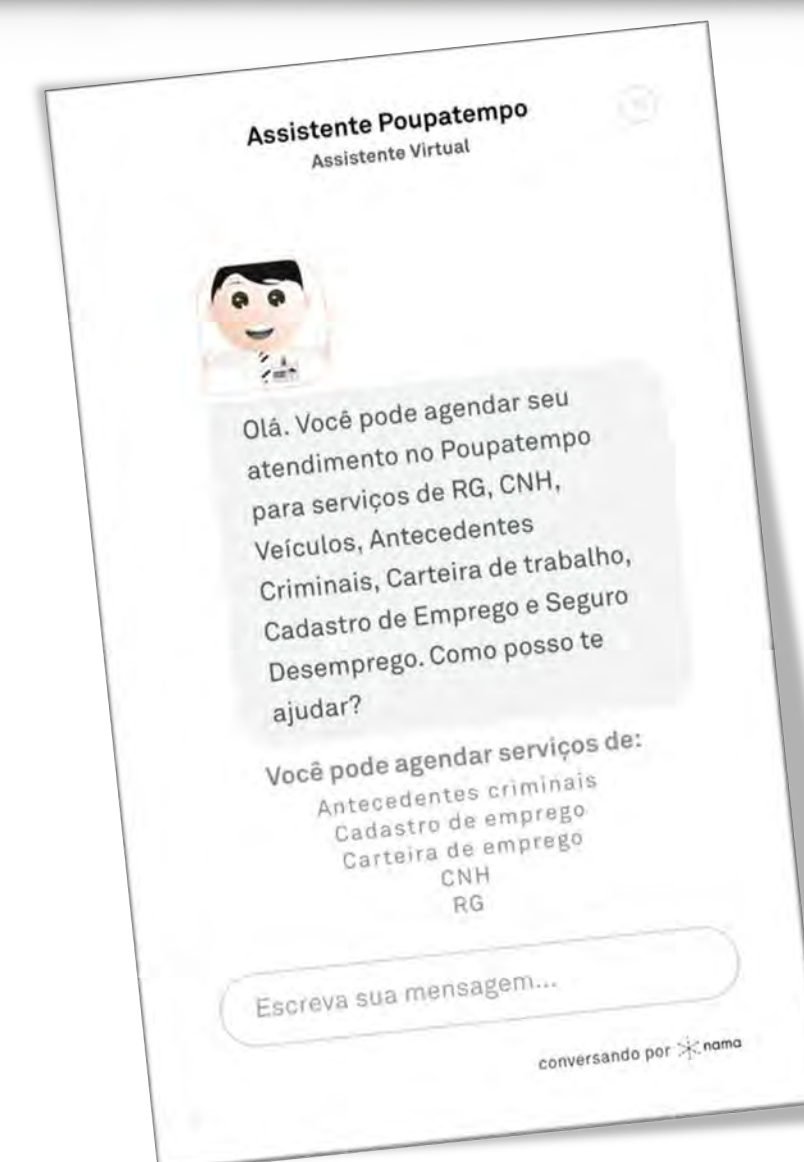 Assistente Poupatempo
Assistente Virtual
Olá. Você pode agendar seu
atendimento no Poupatempo
para serviços de RG, CNH,
Veículos, Antecedentes
Criminais, Carteira de trabalho,
Cadastro de Emprego e Seguro
Desemprego. Como posso te
ajudar?
Você pode agendar serviços de:
Antecedentes criminais
Cadastro de emprego
Carteira de emprego
CNH
RG
Escreva sua mensagem...
conversando por nama